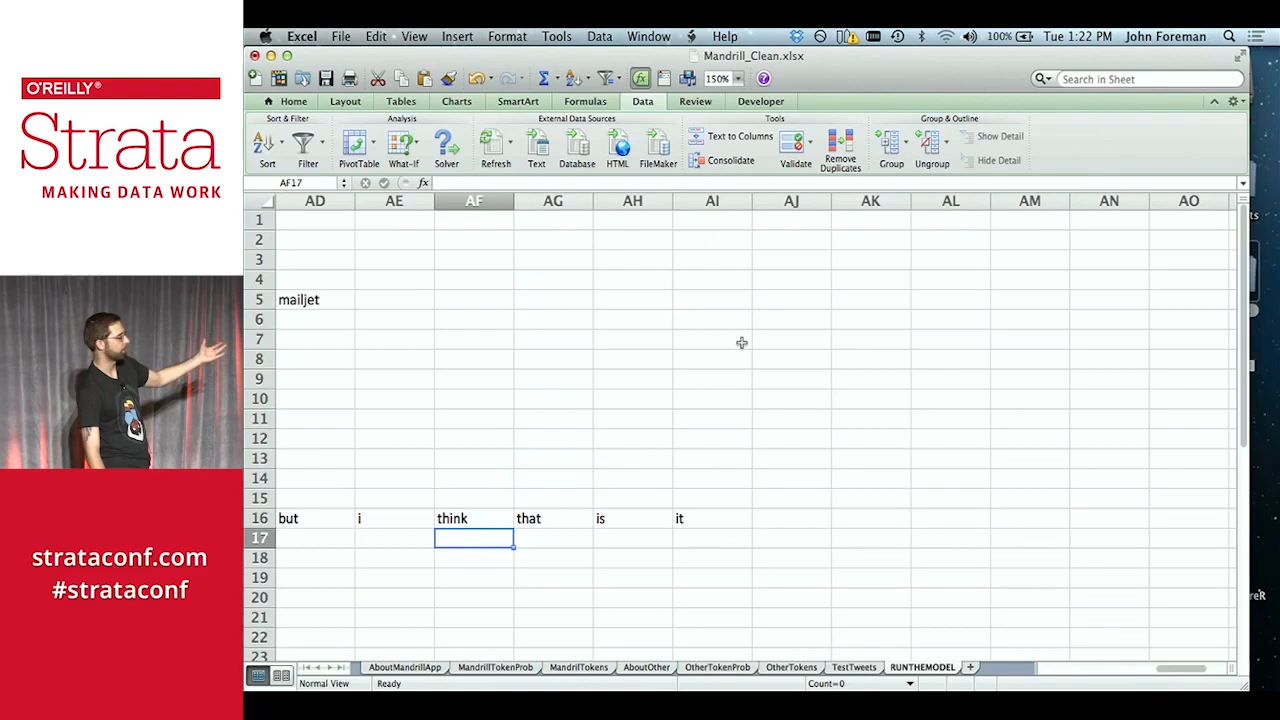 O'REILLY®
Strata
MAKING DATA WORK
strataconf.com
#strataconf
Excel File Edit View Insert Format Tools Data Window Help 100% Tue 1:22 PM John Foreman
Mandrill_Clean.xlsx
150% Search in Sheet
Home Layout Tables Charts SmartArt Formulas Data Review Developer
Sort & Filter Analysis External Data Sources Tools Group & Outline
Text to Columns Show Detail
Consolidate Hide Detail
Sort Filter PivotTable What-If Solver Refresh Text Database HTML FileMaker Validate Remove Duplicates Group Ungroup
AF17 fx
AD AE AF AG AH AI AJ AK AL AM AN AO
1
2
3
4
5 mailjet
6
7
8
9
10
11
12
13
14
15
16 but i think that is it
17
18
19
20
21
22
23
AboutMandrillApp MandrillTokenProb MandrilTokens AboutOther OtherTokenProb OtherTokens TestTweets RUNTHEMODEL +
Normal View Ready Count=0